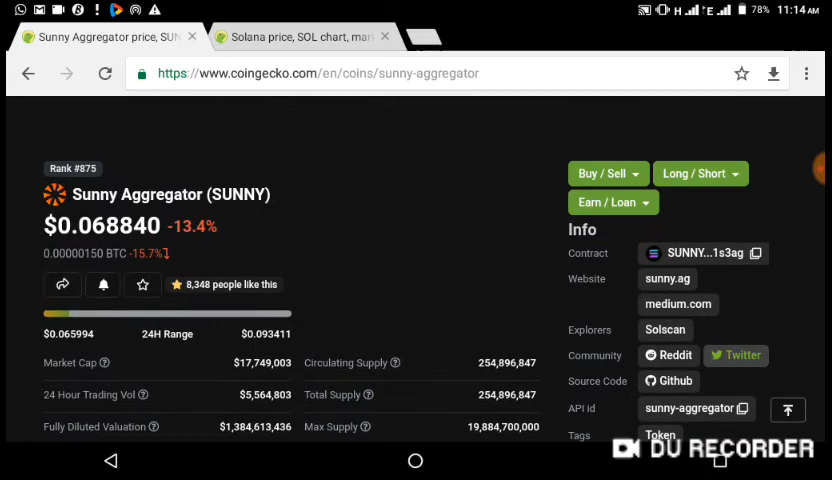 H E 78% 11:14 AM
Sunny Aggregator price, SUN
Solana price, SOL chart, mar
https://www.coingecko.com/en/coins/sunny-aggregator
Rank #875
Sunny Aggregator (SUNNY)
$0.068840 -13.4%
0.00000150 BTC -15.7%
8,348 people like this
$0.065994 24H Range $0.093411
Market Cap $17,749,003
24 Hour Trading Vol $5,564,803
Fully Diluted Valuation $1,384,613,436
Circulating Supply 254,896,847
Total Supply 254,896,847
Max Supply 19,884,700,000
Buy / Sell Long / Short
Earn / Loan
Info
Contract SUNNY...1s3ag
Website sunny.ag
medium.com
Explorers Solscan
Community Reddit Twitter
Source Code Github
API id sunny-aggregator
Tags Token
DU RECORDER